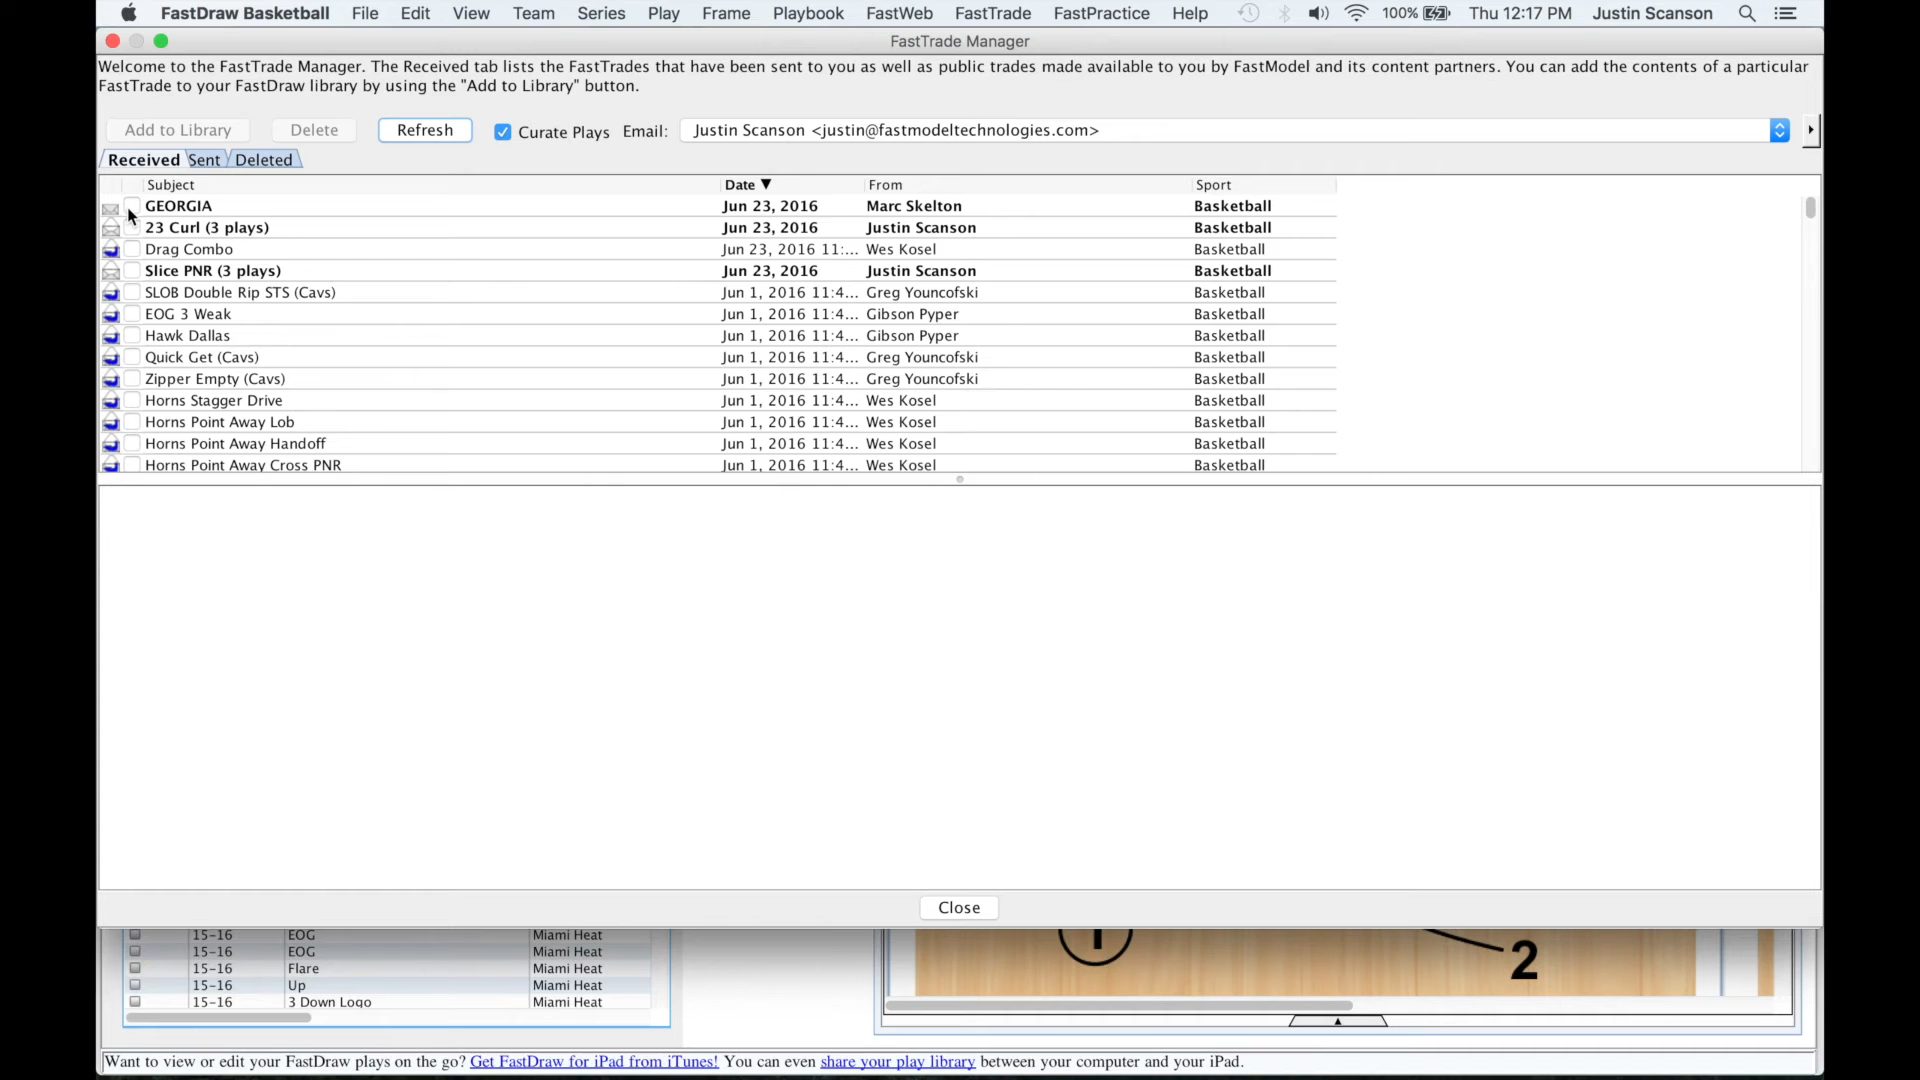 FastDraw Basketball File Edit View Team Series Play Frame Playbook FastWeb FastTrade FastPractice Help 100% Thu 12:17 PM Justin Scanson
FastTrade Manager
Welcome to the FastTrade Manager. The Received tab lists the FastTrades that have been sent to you as well as public trades made available to you by FastModel and its content partners. You can add the contents of a particular
FastTrade to your FastDraw library by using the "Add to Library" button.
Add to Library Delete Refresh Curate Plays Email: Justin Scanson <justin@fastmodeltechnologies.com>
Received Sent Deleted
Subject Date ▼ From Sport
GEORGIA Jun 23, 2016 Marc Skelton Basketball
23 Curl (3 plays) Jun 23, 2016 Justin Scanson Basketball
Drag Combo Jun 23, 2016 11:... Wes Kosel Basketball
Slice PNR (3 plays) Jun 23, 2016 Justin Scanson Basketball
SLOB Double Rip STS (Cavs) Jun 1, 2016 11:4... Greg Youncofski Basketball
EOG 3 Weak Jun 1, 2016 11:4... Gibson Pyper Basketball
Hawk Dallas Jun 1, 2016 11:4... Gibson Pyper Basketball
Quick Get (Cavs) Jun 1, 2016 11:4... Greg Youncofski Basketball
Zipper Empty (Cavs) Jun 1, 2016 11:4... Greg Youncofski Basketball
Horns Stagger Drive Jun 1, 2016 11:4... Wes Kosel Basketball
Horns Point Away Lob Jun 1, 2016 11:4... Wes Kosel Basketball
Horns Point Away Handoff Jun 1, 2016 11:4... Wes Kosel Basketball
Horns Point Away Cross PNR Jun 1, 2016 11:4... Wes Kosel Basketball
Close
15-16 EOG Miami Heat 1
15-16 EOG Miami Heat 2
15-16 Flare Miami Heat
15-16 Up Miami Heat
15-16 3 Down Logo Miami Heat
Want to view or edit your FastDraw plays on the go? Get FastDraw for iPad from iTunes! You can even share your play library between your computer and your iPad.